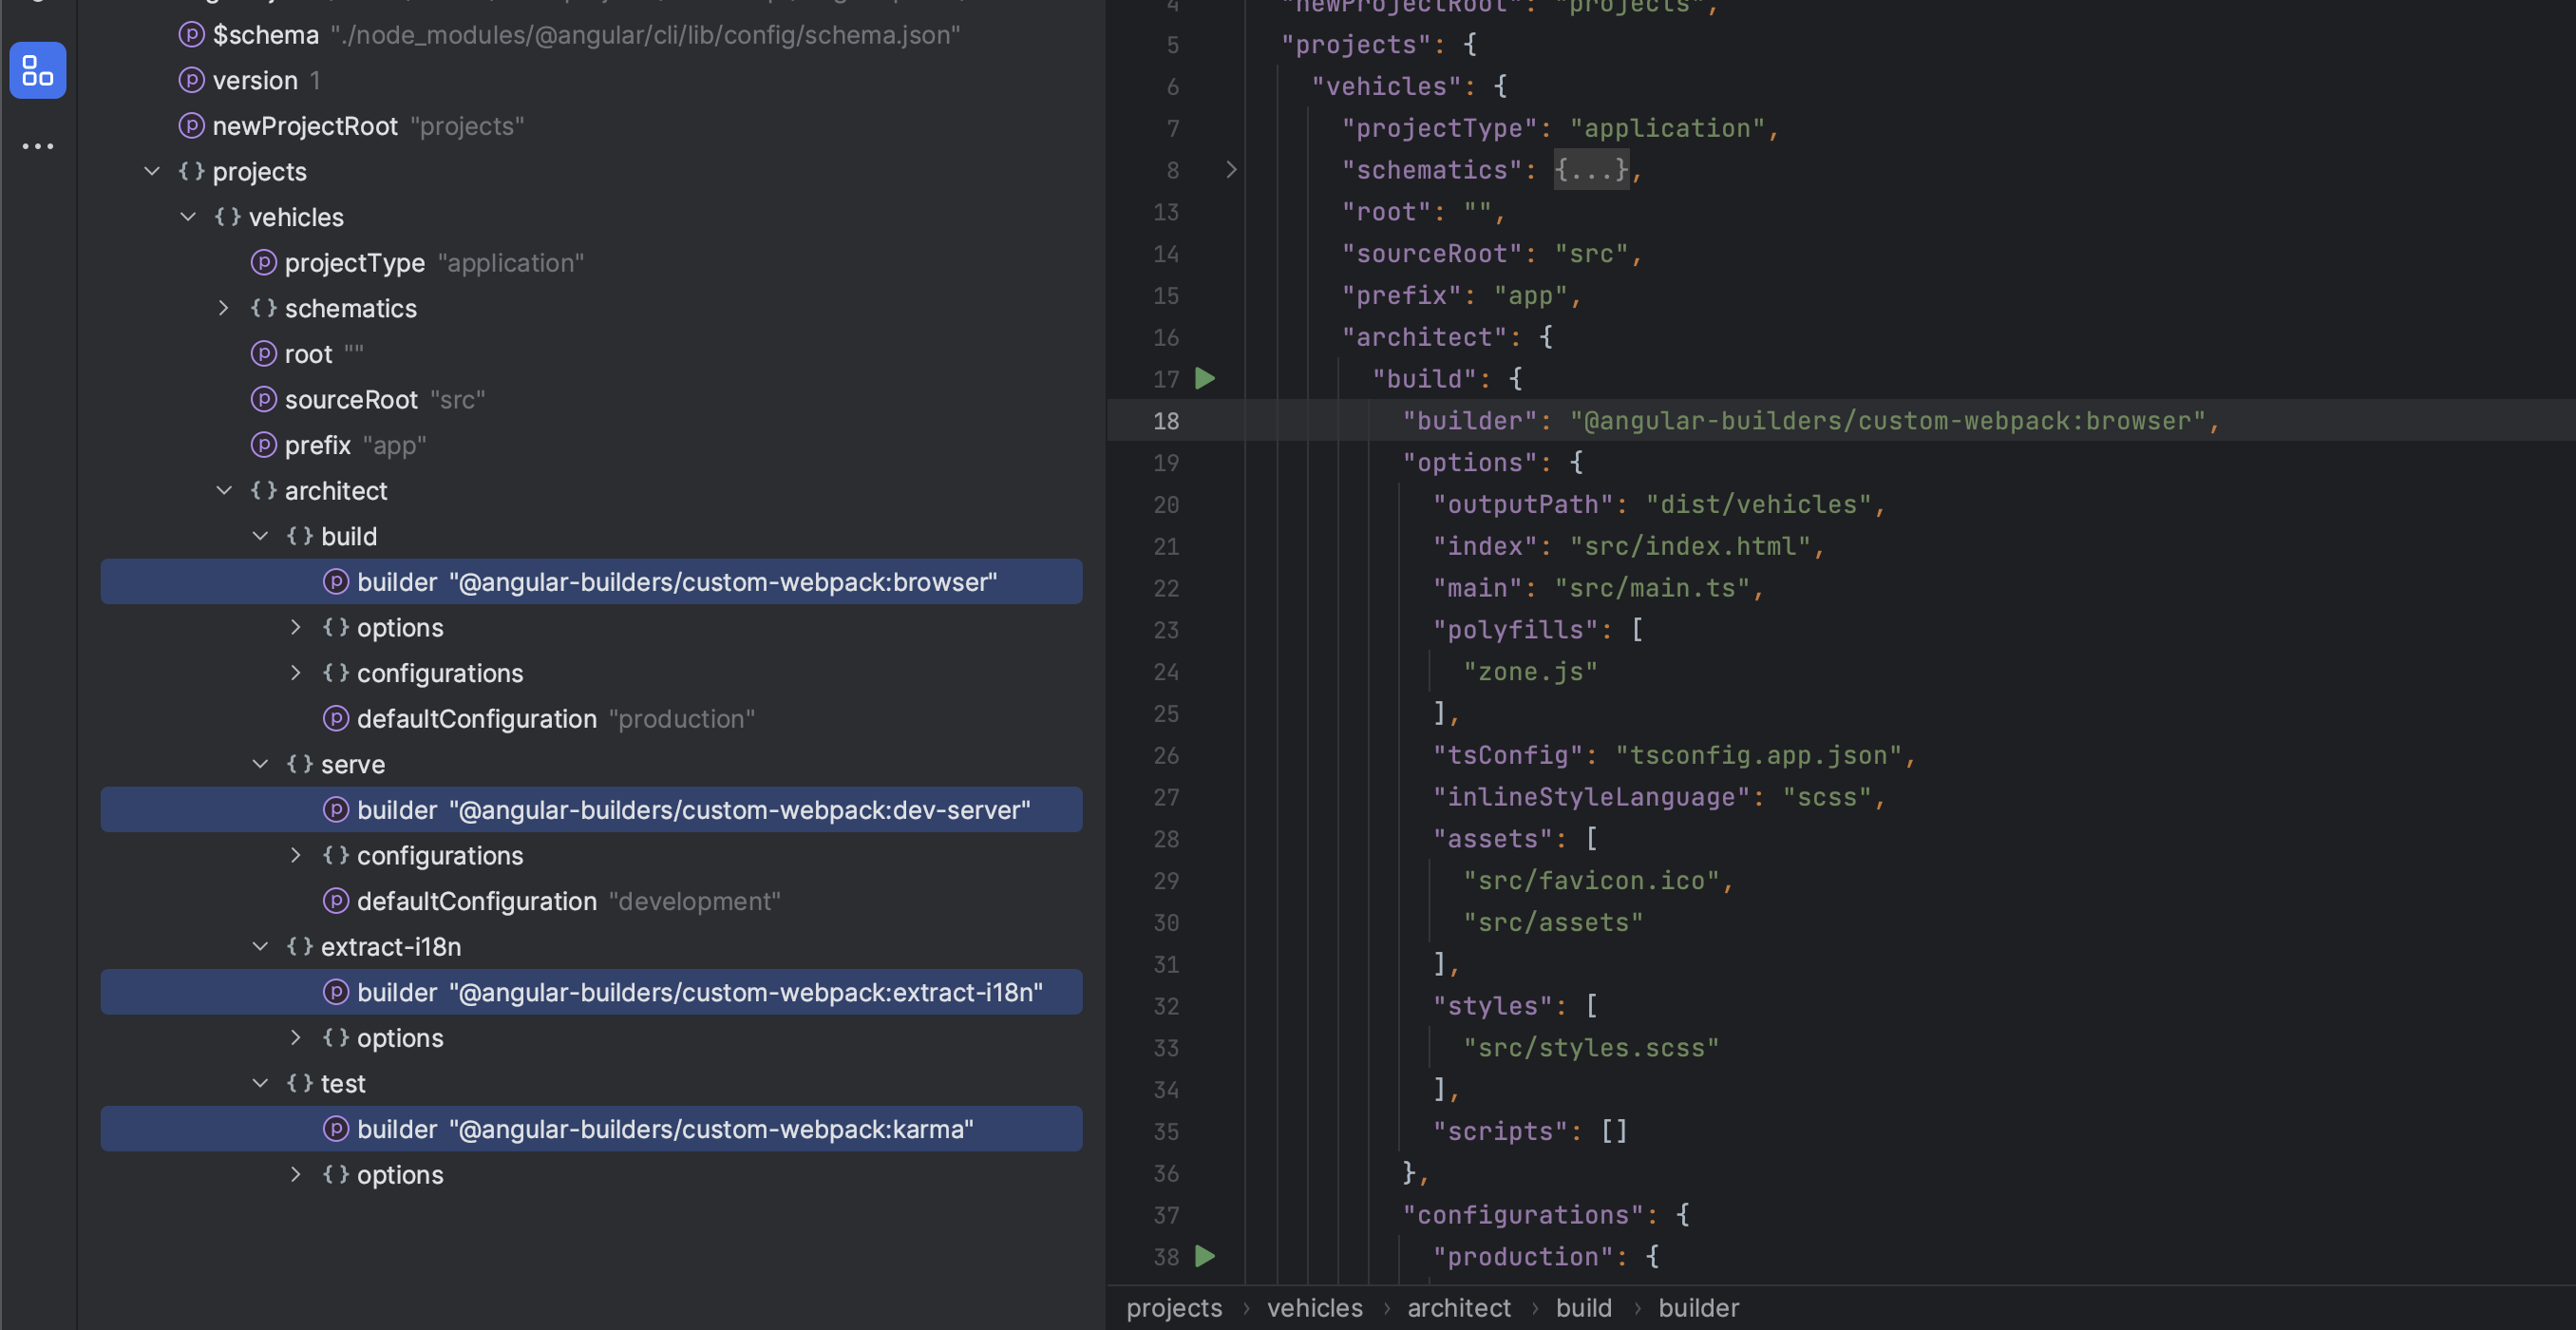 $schema "./node_modules/@angular/cli/lib/config/schema.json"
version 1
newProjectRoot "projects"
{} projects
{} vehicles
projectType "application"
{} schematics
root ""
sourceRoot "src"
prefix "app"
{} architect
{} build
builder "@angular-builders/custom-webpack:browser"
{} options
{} configurations
defaultConfiguration "production"
{} serve
builder "@angular-builders/custom-webpack:dev-server"
{} configurations
defaultConfiguration "development"
{} extract-i18n
builder "@angular-builders/custom-webpack:extract-i18n"
{} options
{} test
builder "@angular-builders/custom-webpack:karma"
{} options
4 "newProjectRoot": "projects",
5 "projects": {
6 "vehicles": {
7 "projectType": "application",
8 "schematics": {...},
13 "root": "",
14 "sourceRoot": "src",
15 "prefix": "app",
16 "architect": {
17 "build": {
18 "builder": "@angular-builders/custom-webpack:browser",
19 "options": {
20 "outputPath": "dist/vehicles",
21 "index": "src/index.html",
22 "main": "src/main.ts",
23 "polyfills": [
24 "zone.js"
25 ],
26 "tsConfig": "tsconfig.app.json",
27 "inlineStyleLanguage": "scss",
28 "assets": [
29 "src/favicon.ico",
30 "src/assets"
31 ],
32 "styles": [
33 "src/styles.scss"
34 ],
35 "scripts": []
36 },
37 "configurations": {
38 "production": {
projects › vehicles › architect › build › builder